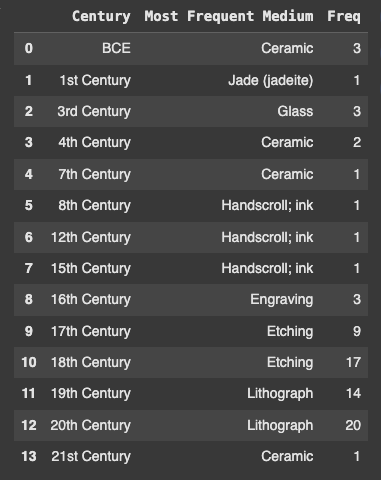 Century Most Frequent Medium Freq
0 BCE Ceramic 3
1 1st Century Jade (jadeite) 1
2 3rd Century Glass 3
3 4th Century Ceramic 2
4 7th Century Ceramic 1
5 8th Century Handscroll; ink 1
6 12th Century Handscroll; ink 1
7 15th Century Handscroll; ink 1
8 16th Century Engraving 3
9 17th Century Etching 9
10 18th Century Etching 17
11 19th Century Lithograph 14
12 20th Century Lithograph 20
13 21st Century Ceramic 1